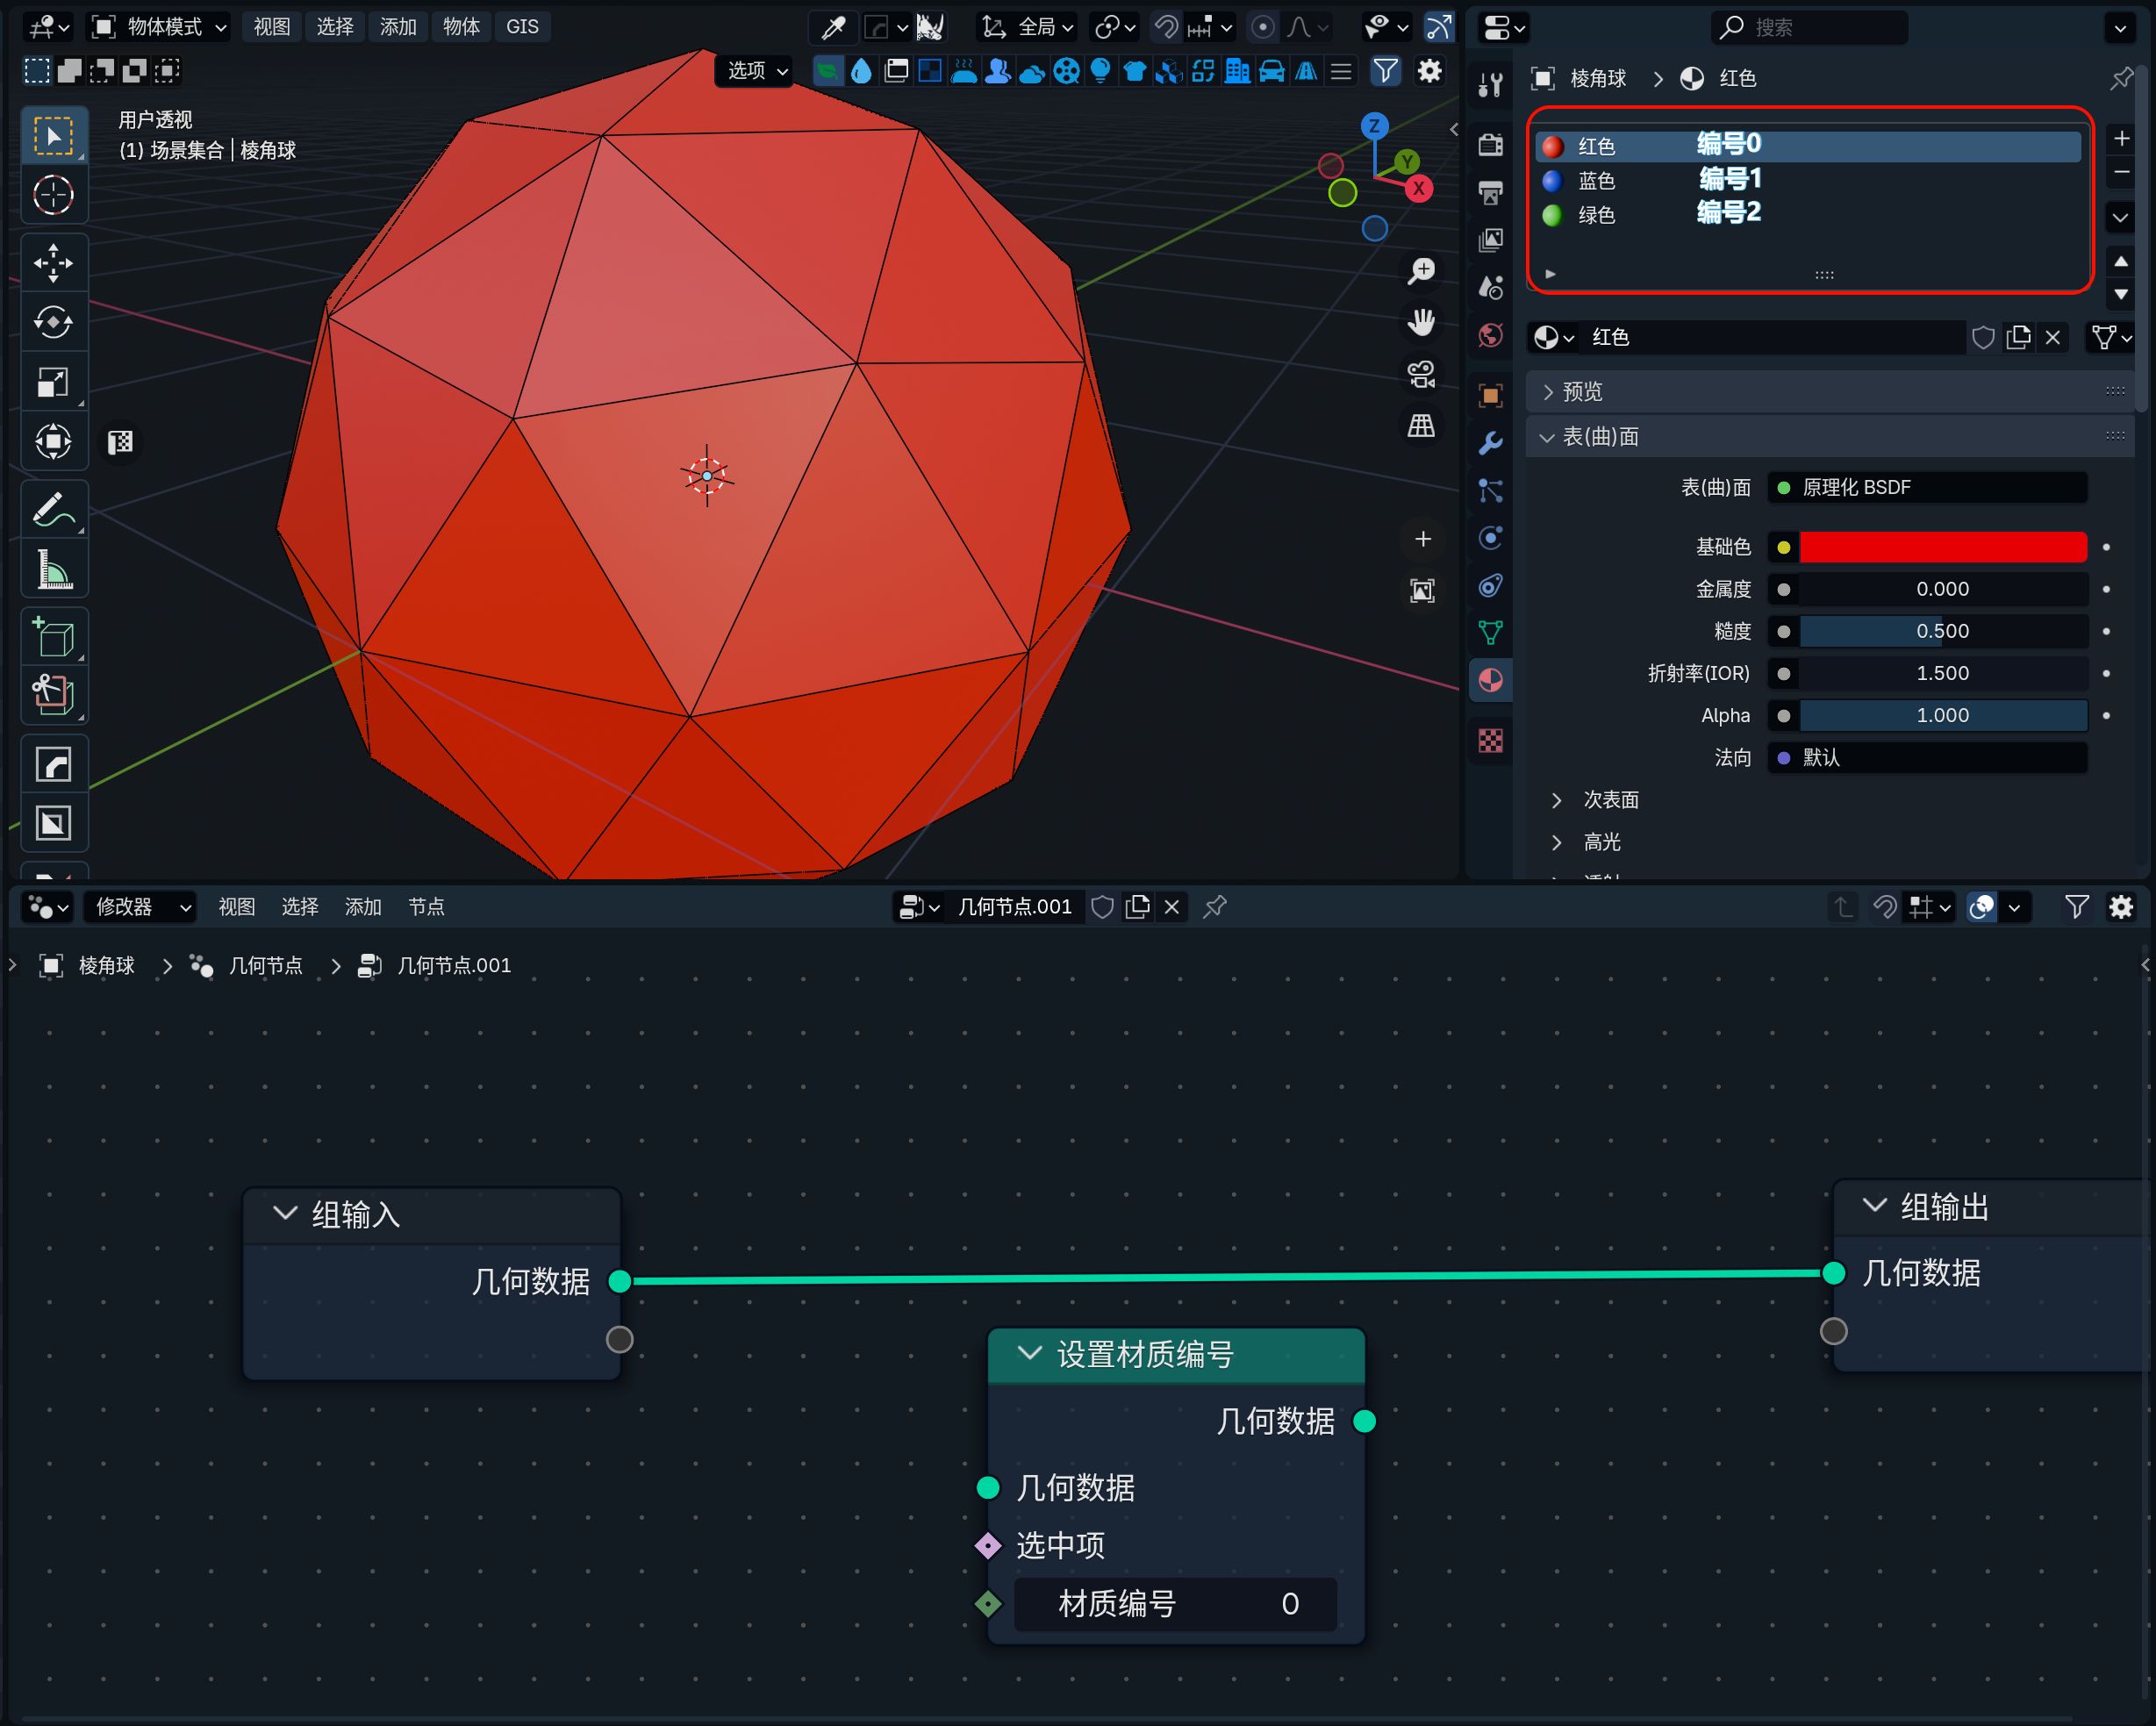 物体模式 视图 选择 添加 物体 GIS 全局
选项
用户透视
(1) 场景集合 | 棱角球
Z
Y
X
搜索
棱角球 红色
红色 编号0
蓝色 编号1
绿色 编号2
红色
预览
表(曲)面
表(曲)面 原理化 BSDF
基础色
金属度 0.000
糙度 0.500
折射率(IOR) 1.500
Alpha 1.000
法向 默认
次表面
高光
修改器 视图 选择 添加 节点 几何节点.001
棱角球 几何节点 几何节点.001
组输入
几何数据
设置材质编号
几何数据
几何数据
选中项
材质编号 0
组输出
几何数据